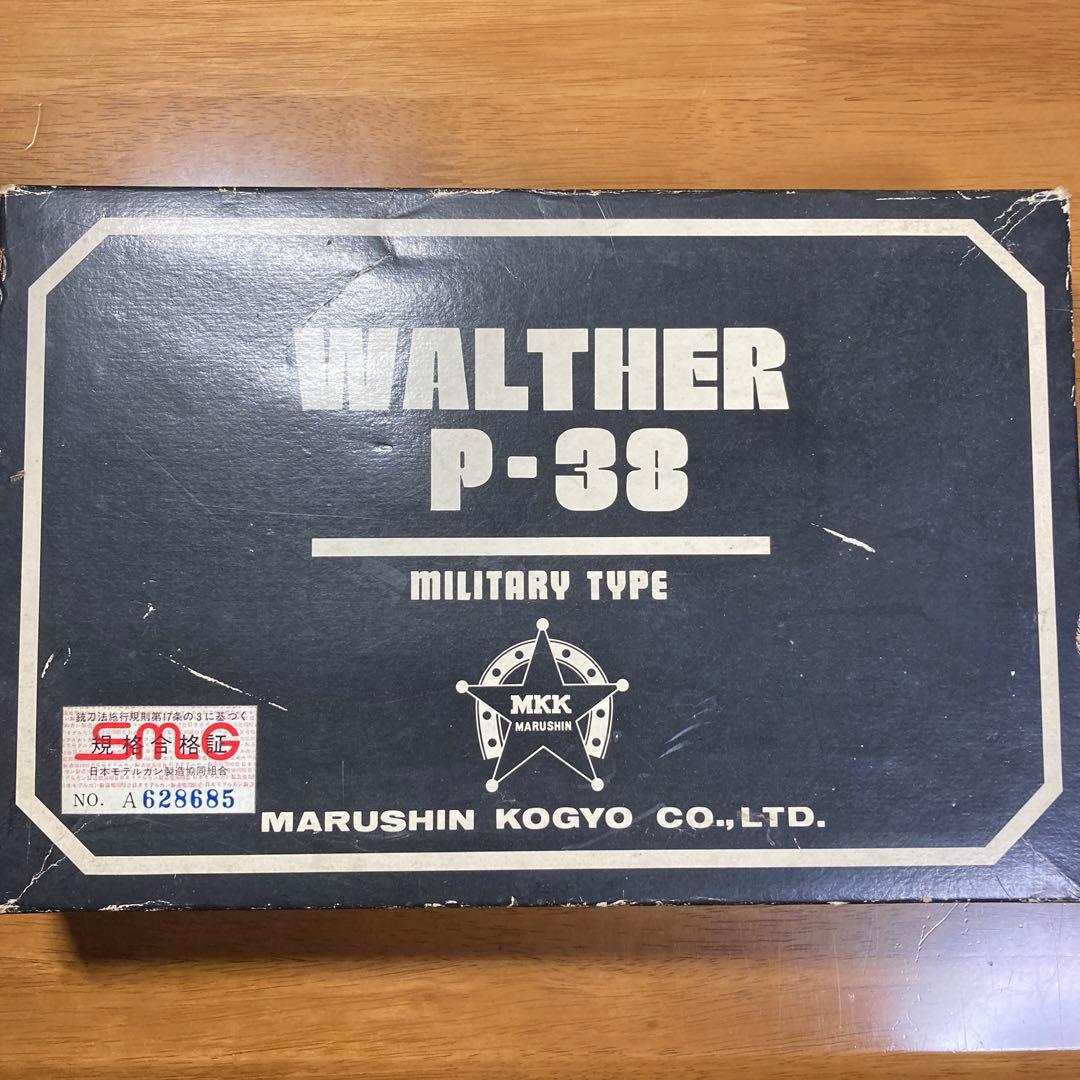 WALTHER
P-38
MILITARY TYPE
MKK
MARUSHIN
銃刀法施行規則第17条の3に基づく
SMG
規格合格証
日本モデルガン製造協同組合
NO. A628685
MARUSHIN KOGYO CO.,LTD.